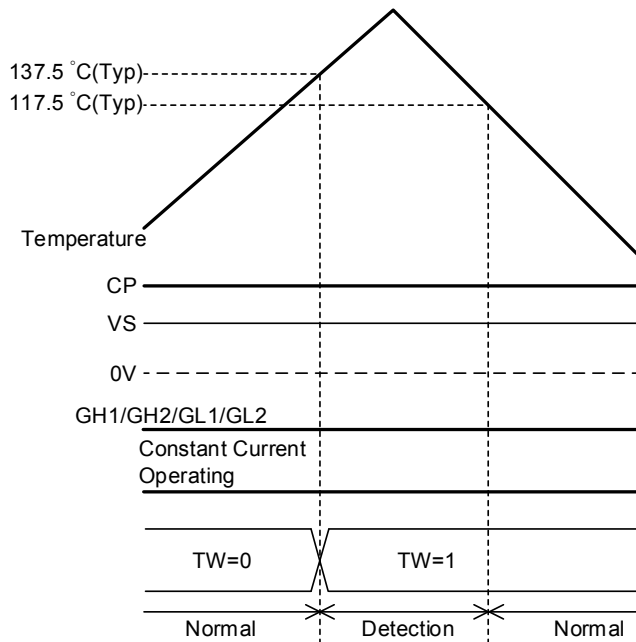 137.5 °C(Typ)
117.5 °C(Typ)
Temperature
CP
VS
0V
GH1/GH2/GL1/GL2
Constant Current
Operating
TW=0 TW=1
Normal Detection Normal